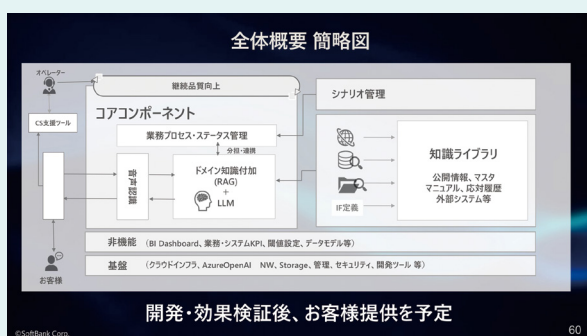 全体概要 簡略図
オペレーター
継続品質向上
シナリオ管理
CS支援ツール
コアコンポーネント
業務プロセス・ステータス管理
分担・連携
音声認識
ドメイン知識付加
(RAG)
+
LLM
IF定義
知識ライブラリ
公開情報、マスタ
マニュアル、応対履歴
外部システム等
お客様
非機能 (BI Dashboard、業務・システムKPI、閾値設定、データモデル等)
基盤 (クラウドインフラ、AzureOpenAI NW、Storage、管理、セキュリティ、開発ツール 等)
開発・効果検証後、お客様提供を予定
©SoftBank Corp.
60